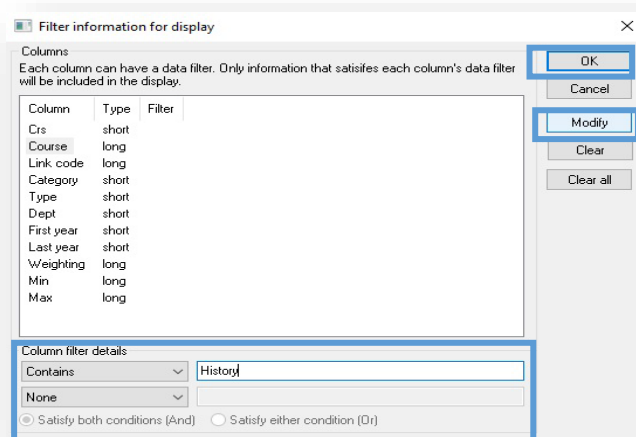 Filter information for display
Columns
Each column can have a data filter. Only information that satisifes each column's data filter
will be included in the display.
Column Type Filter
Crs short
Course long
Link code long
Category short
Type short
Dept short
First year short
Last year short
Weighting long
Min long
Max long
OK
Cancel
Modify
Clear
Clear all
Column filter details
Contains History
None
Satisfy both conditions (And) Satisfy either condition (Or)